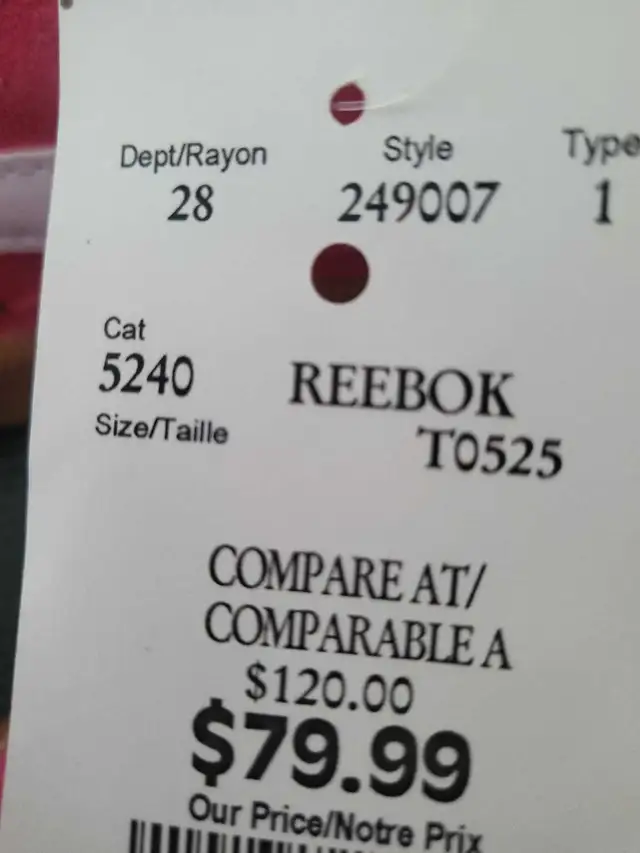 Dept/Rayon Style Type
28 249007 1
Cat
5240 REEBOK
Size/Taille T0525
COMPARE AT/
COMPARABLE A
$120.00
$79.99
Our Price/Notre Prix